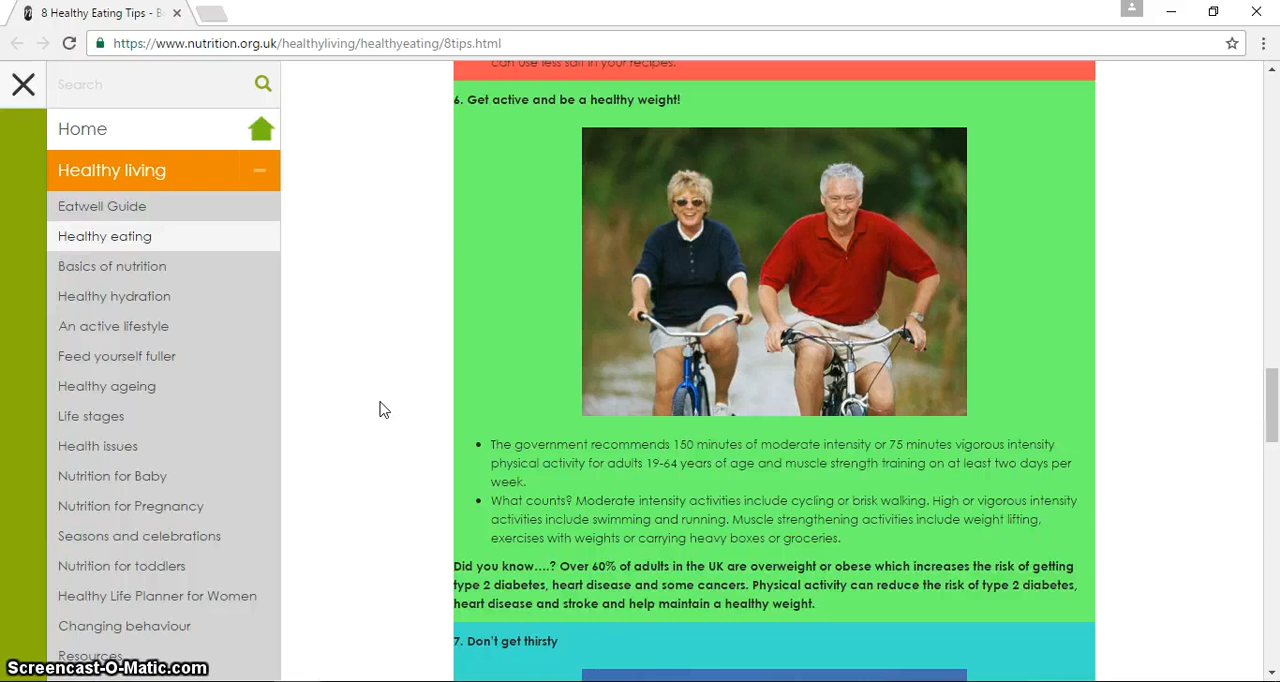 8 Healthy Eating Tips - B
https://www.nutrition.org.uk/healthyliving/healthyeating/8tips.html
Search
Home
Healthy living
Eatwell Guide
Healthy eating
Basics of nutrition
Healthy hydration
An active lifestyle
Feed yourself fuller
Healthy ageing
Life stages
Health issues
Nutrition for Baby
Nutrition for Pregnancy
Seasons and celebrations
Nutrition for toddlers
Healthy Life Planner for Women
Changing behaviour
Resources
can use less salt in your recipes.
6. Get active and be a healthy weight!
The government recommends 150 minutes of moderate intensity or 75 minutes vigorous intensity
physical activity for adults 19-64 years of age and muscle strength training on at least two days per
week.
What counts? Moderate intensity activities include cycling or brisk walking. High or vigorous intensity
activities include swimming and running. Muscle strengthening activities include weight lifting,
exercises with weights or carrying heavy boxes or groceries.
Did you know....? Over 60% of adults in the UK are overweight or obese which increases the risk of getting
type 2 diabetes, heart disease and some cancers. Physical activity can reduce the risk of type 2 diabetes,
heart disease and stroke and help maintain a healthy weight.
7. Don't get thirsty
Screencast-O-Matic.com